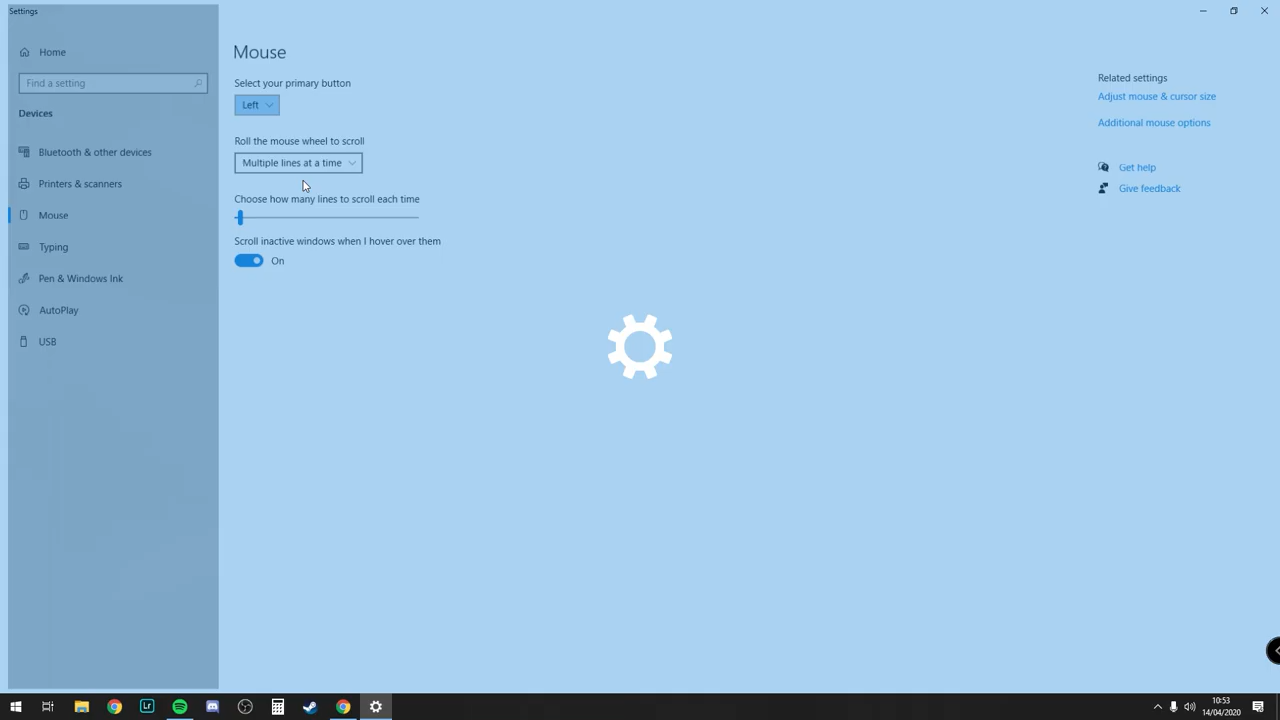 Settings
Home
Find a setting
Devices
Bluetooth & other devices
Printers & scanners
Mouse
Typing
Pen & Windows Ink
AutoPlay
USB
Mouse
Select your primary button
Left
Roll the mouse wheel to scroll
Multiple lines at a time
Choose how many lines to scroll each time
Scroll inactive windows when I hover over them
On
Related settings
Adjust mouse & cursor size
Additional mouse options
Get help
Give feedback
Lr
10:53
14/04/2020